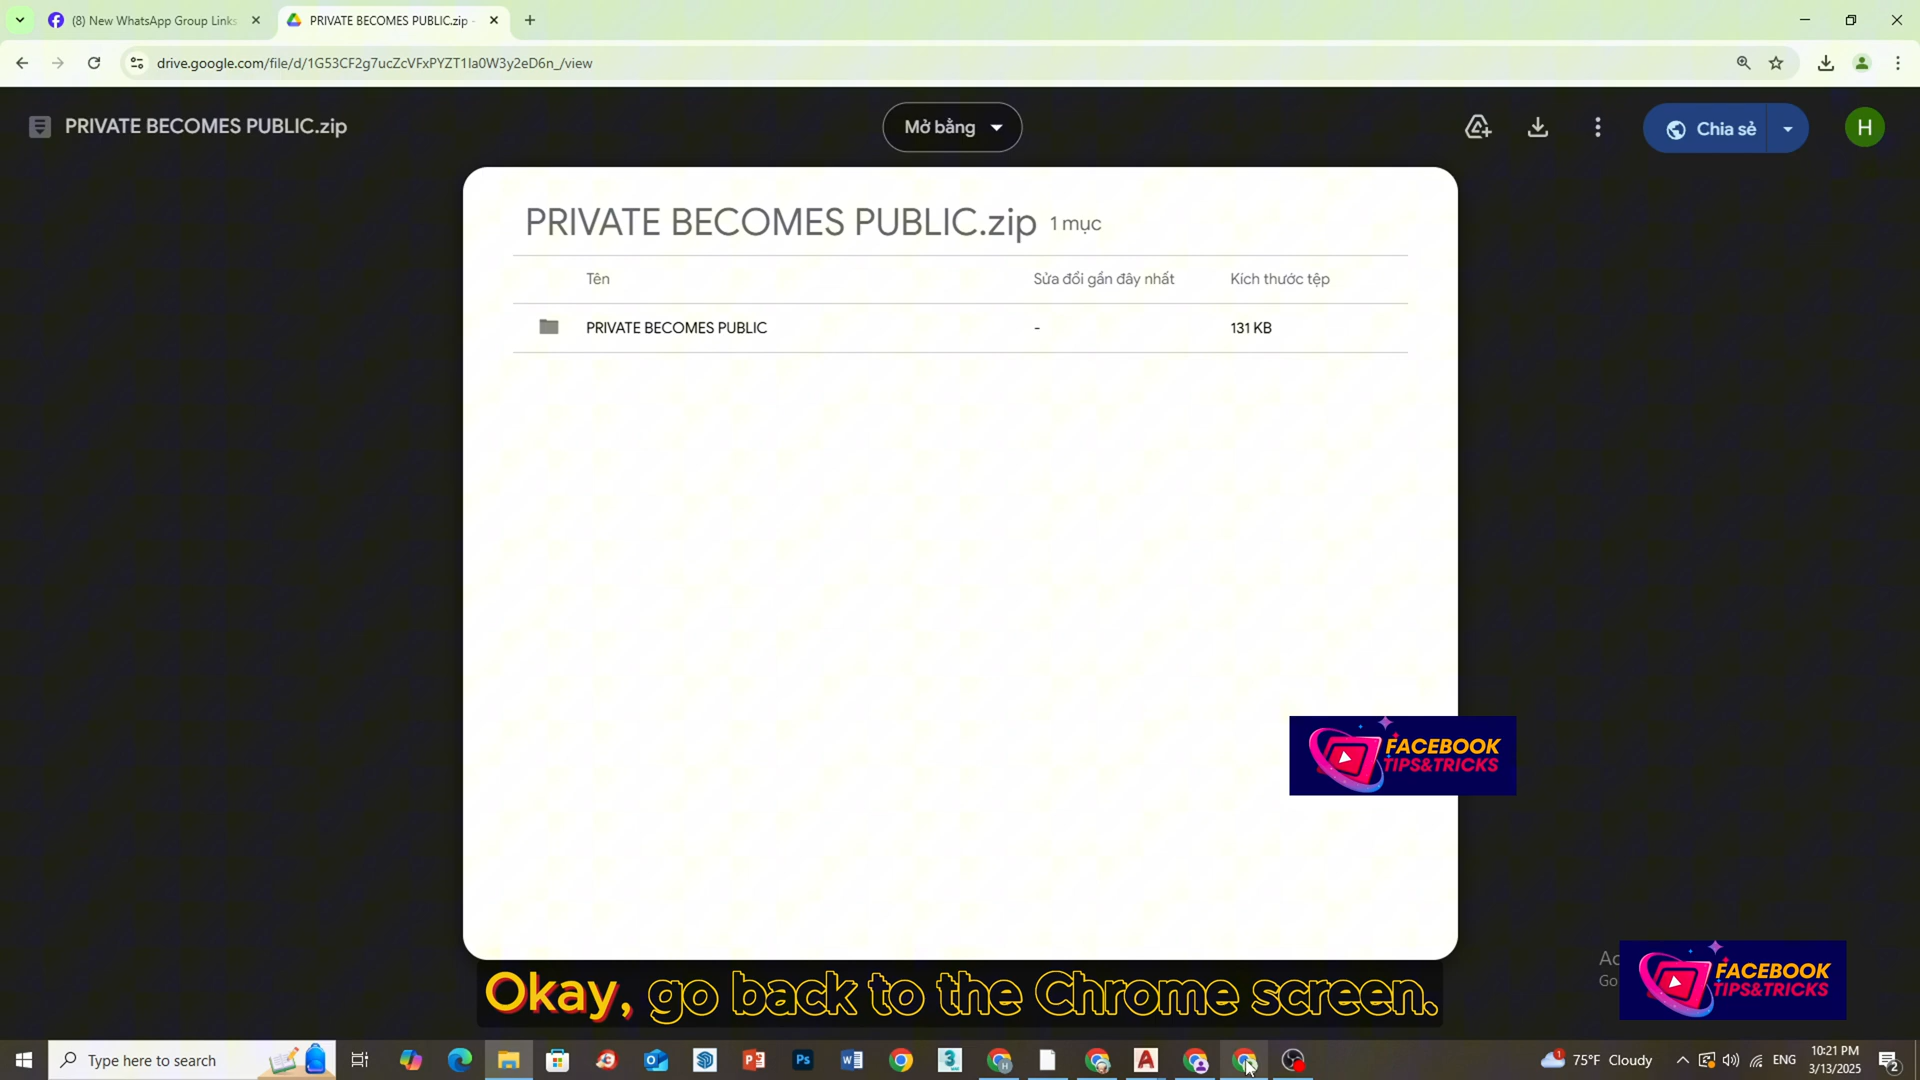 (8) New WhatsApp Group Links
PRIVATE BECOMES PUBLIC.zip -
drive.google.com/file/d/1G53CF2g7ucZcVFxPYZT1Ia0W3y2eD6n_/view
PRIVATE BECOMES PUBLIC.zip
Mở bằng
Chia sẻ
H
PRIVATE BECOMES PUBLIC.zip 1 mục
Tên Sửa đổi gần đây nhất Kích thước tệp
PRIVATE BECOMES PUBLIC - 131 KB
FACEBOOK
TIPS&TRICKS
FACEBOOK
TIPS&TRICKS
Okay, go back to the Chrome screen.
Type here to search
75°F Cloudy
ENG
10:21 PM
3/13/2025